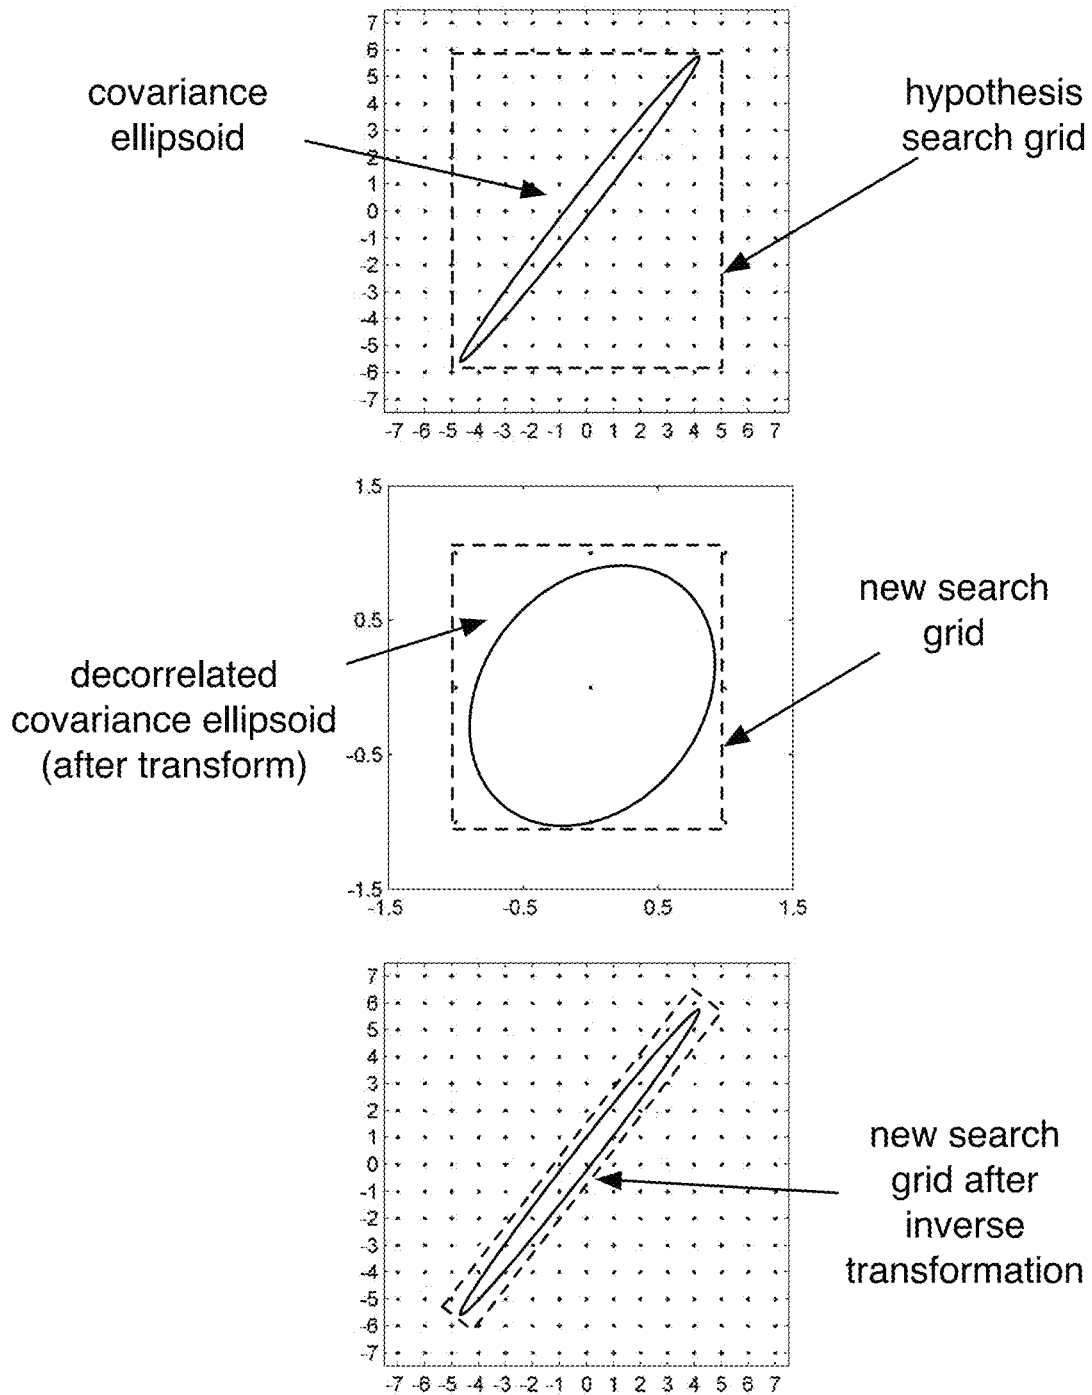 covariance
ellipsoid
hypothesis
search grid
7
6
5
4
3
2
1
0
-1
-2
-3
-4
-5
-6
-7
-7 -6 -5 -4 -3 -2 -1 0 1 2 3 4 5 6 7
1.5
0.5
-0.5
-1.5
-1.5 -0.5 0.5 1.5
new search
grid
decorrelated
covariance ellipsoid
(after transform)
7
6
5
4
3
2
1
0
-1
-2
-3
-4
-5
-6
-7
-7 -6 -5 -4 -3 -2 -1 0 1 2 3 4 5 6 7
new search
grid after
inverse
transformation